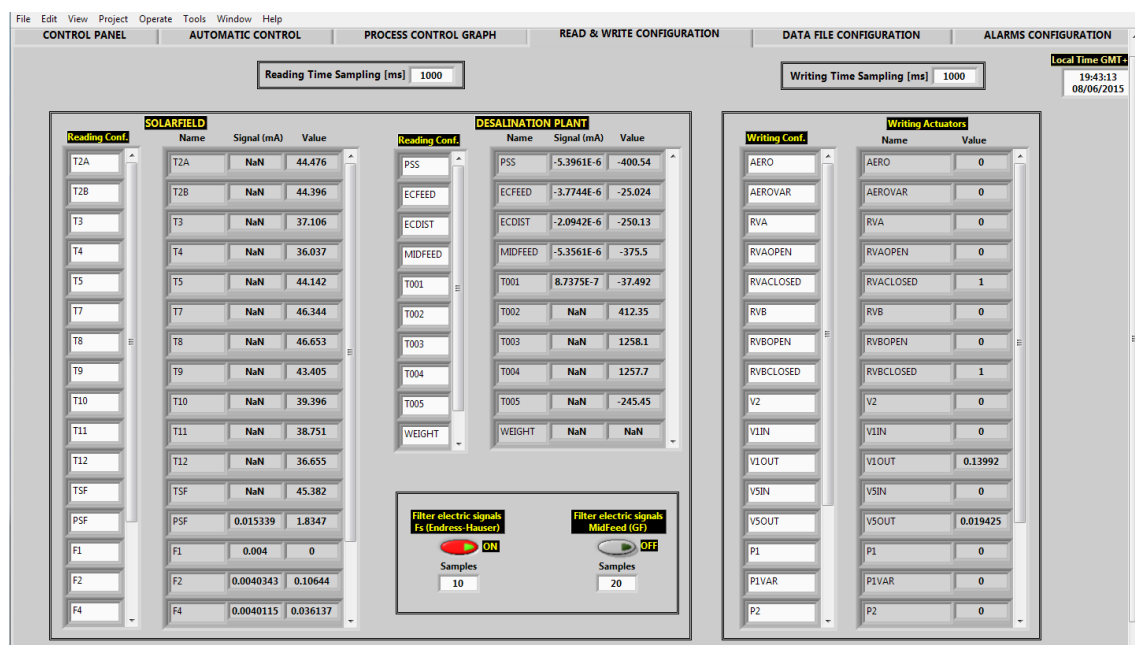 File Edit View Project Operate Tools Window Help
CONTROL PANEL AUTOMATIC CONTROL PROCESS CONTROL GRAPH READ & WRITE CONFIGURATION DATA FILE CONFIGURATION ALARMS CONFIGURATION
Local Time GMT+
19:43:13
08/06/2015
Reading Time Sampling [ms] 1000
Writing Time Sampling [ms] 1000
SOLARFIELD
Reading Conf. Name Signal (mA) Value
T2A T2A NaN 44.476
T2B T2B NaN 44.396
T3 T3 NaN 37.106
T4 T4 NaN 36.037
T5 T5 NaN 44.142
T7 T7 NaN 46.344
T8 T8 NaN 46.653
T9 T9 NaN 43.405
T10 T10 NaN 39.396
T11 T11 NaN 38.751
T12 T12 NaN 36.655
TSF TSF NaN 45.382
PSF PSF 0.015339 1.8347
F1 F1 0.004 0
F2 F2 0.0040343 0.10644
F4 F4 0.0040115 0.036137
DESALINATION PLANT
Reading Conf. Name Signal (mA) Value
PSS PSS -5.3961E-6 -400.54
ECFEED ECFEED -3.7744E-6 -25.024
ECDIST ECDIST -2.0942E-6 -250.13
MIDFEED MIDFEED -5.3561E-6 -375.5
T001 T001 8.7375E-7 -37.492
T002 T002 NaN 412.35
T003 T003 NaN 1258.1
T004 T004 NaN 1257.7
T005 T005 NaN -245.45
WEIGHT WEIGHT NaN NaN
Filter electric signals
Fs (Endress-Hauser)
ON
Samples
10
Filter electric signals
MidFeed (GF)
OFF
Samples
20
Writing Actuators
Writing Conf. Name Value
AERO AERO 0
AEROVAR AEROVAR 0
RVA RVA 0
RVAOPEN RVAOPEN 0
RVACLOSED RVACLOSED 1
RVB RVB 0
RVBOPEN RVBOPEN 0
RVBCLOSED RVBCLOSED 1
V2 V2 0
V1IN V1IN 0
V1OUT V1OUT 0.13992
V5IN V5IN 0
V5OUT V5OUT 0.019425
P1 P1 0
P1VAR P1VAR 0
P2 P2 0